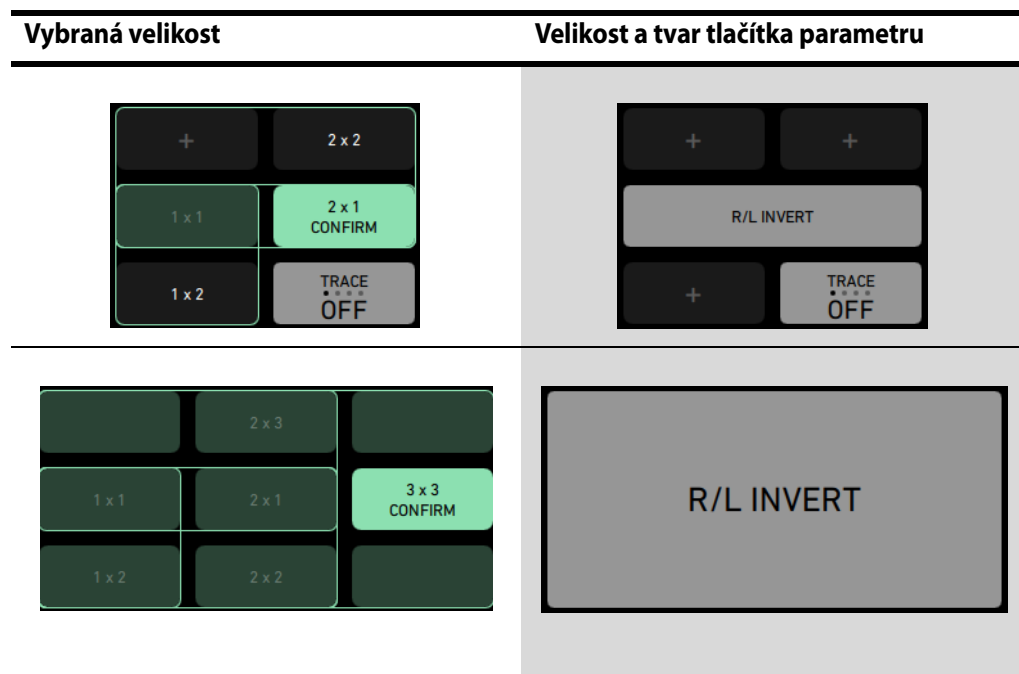 Vybraná velikost
Velikost a tvar tlačítka parametru
+
2 x 2
1 x 1
2 x 1
CONFIRM
1 x 2
TRACE
OFF
+
+
R/L INVERT
+
TRACE
OFF
2 x 3
1 x 1
2 x 1
3 x 3
CONFIRM
1 x 2
2 x 2
R/L INVERT